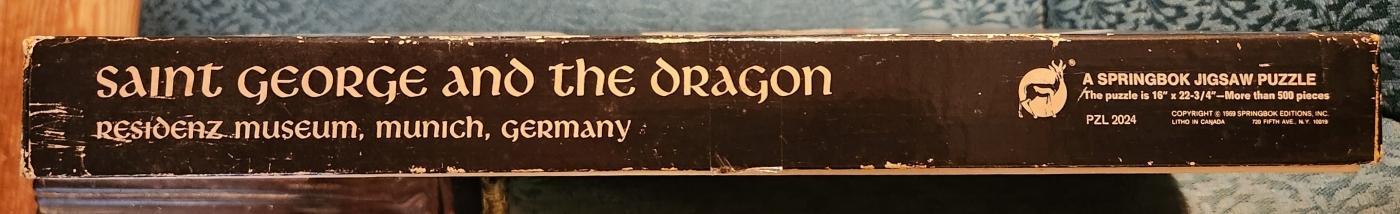 Saint George and the Dragon
Residenz Museum, Munich, Germany
®
A SPRINGBOK JIGSAW PUZZLE
The puzzle is 16" x 22-3/4"—More than 500 pieces
PZL 2024
COPYRIGHT © 1969 SPRINGBOK EDITIONS, INC.
LITHO IN CANADA 720 FIFTH AVE., N.Y. 10019